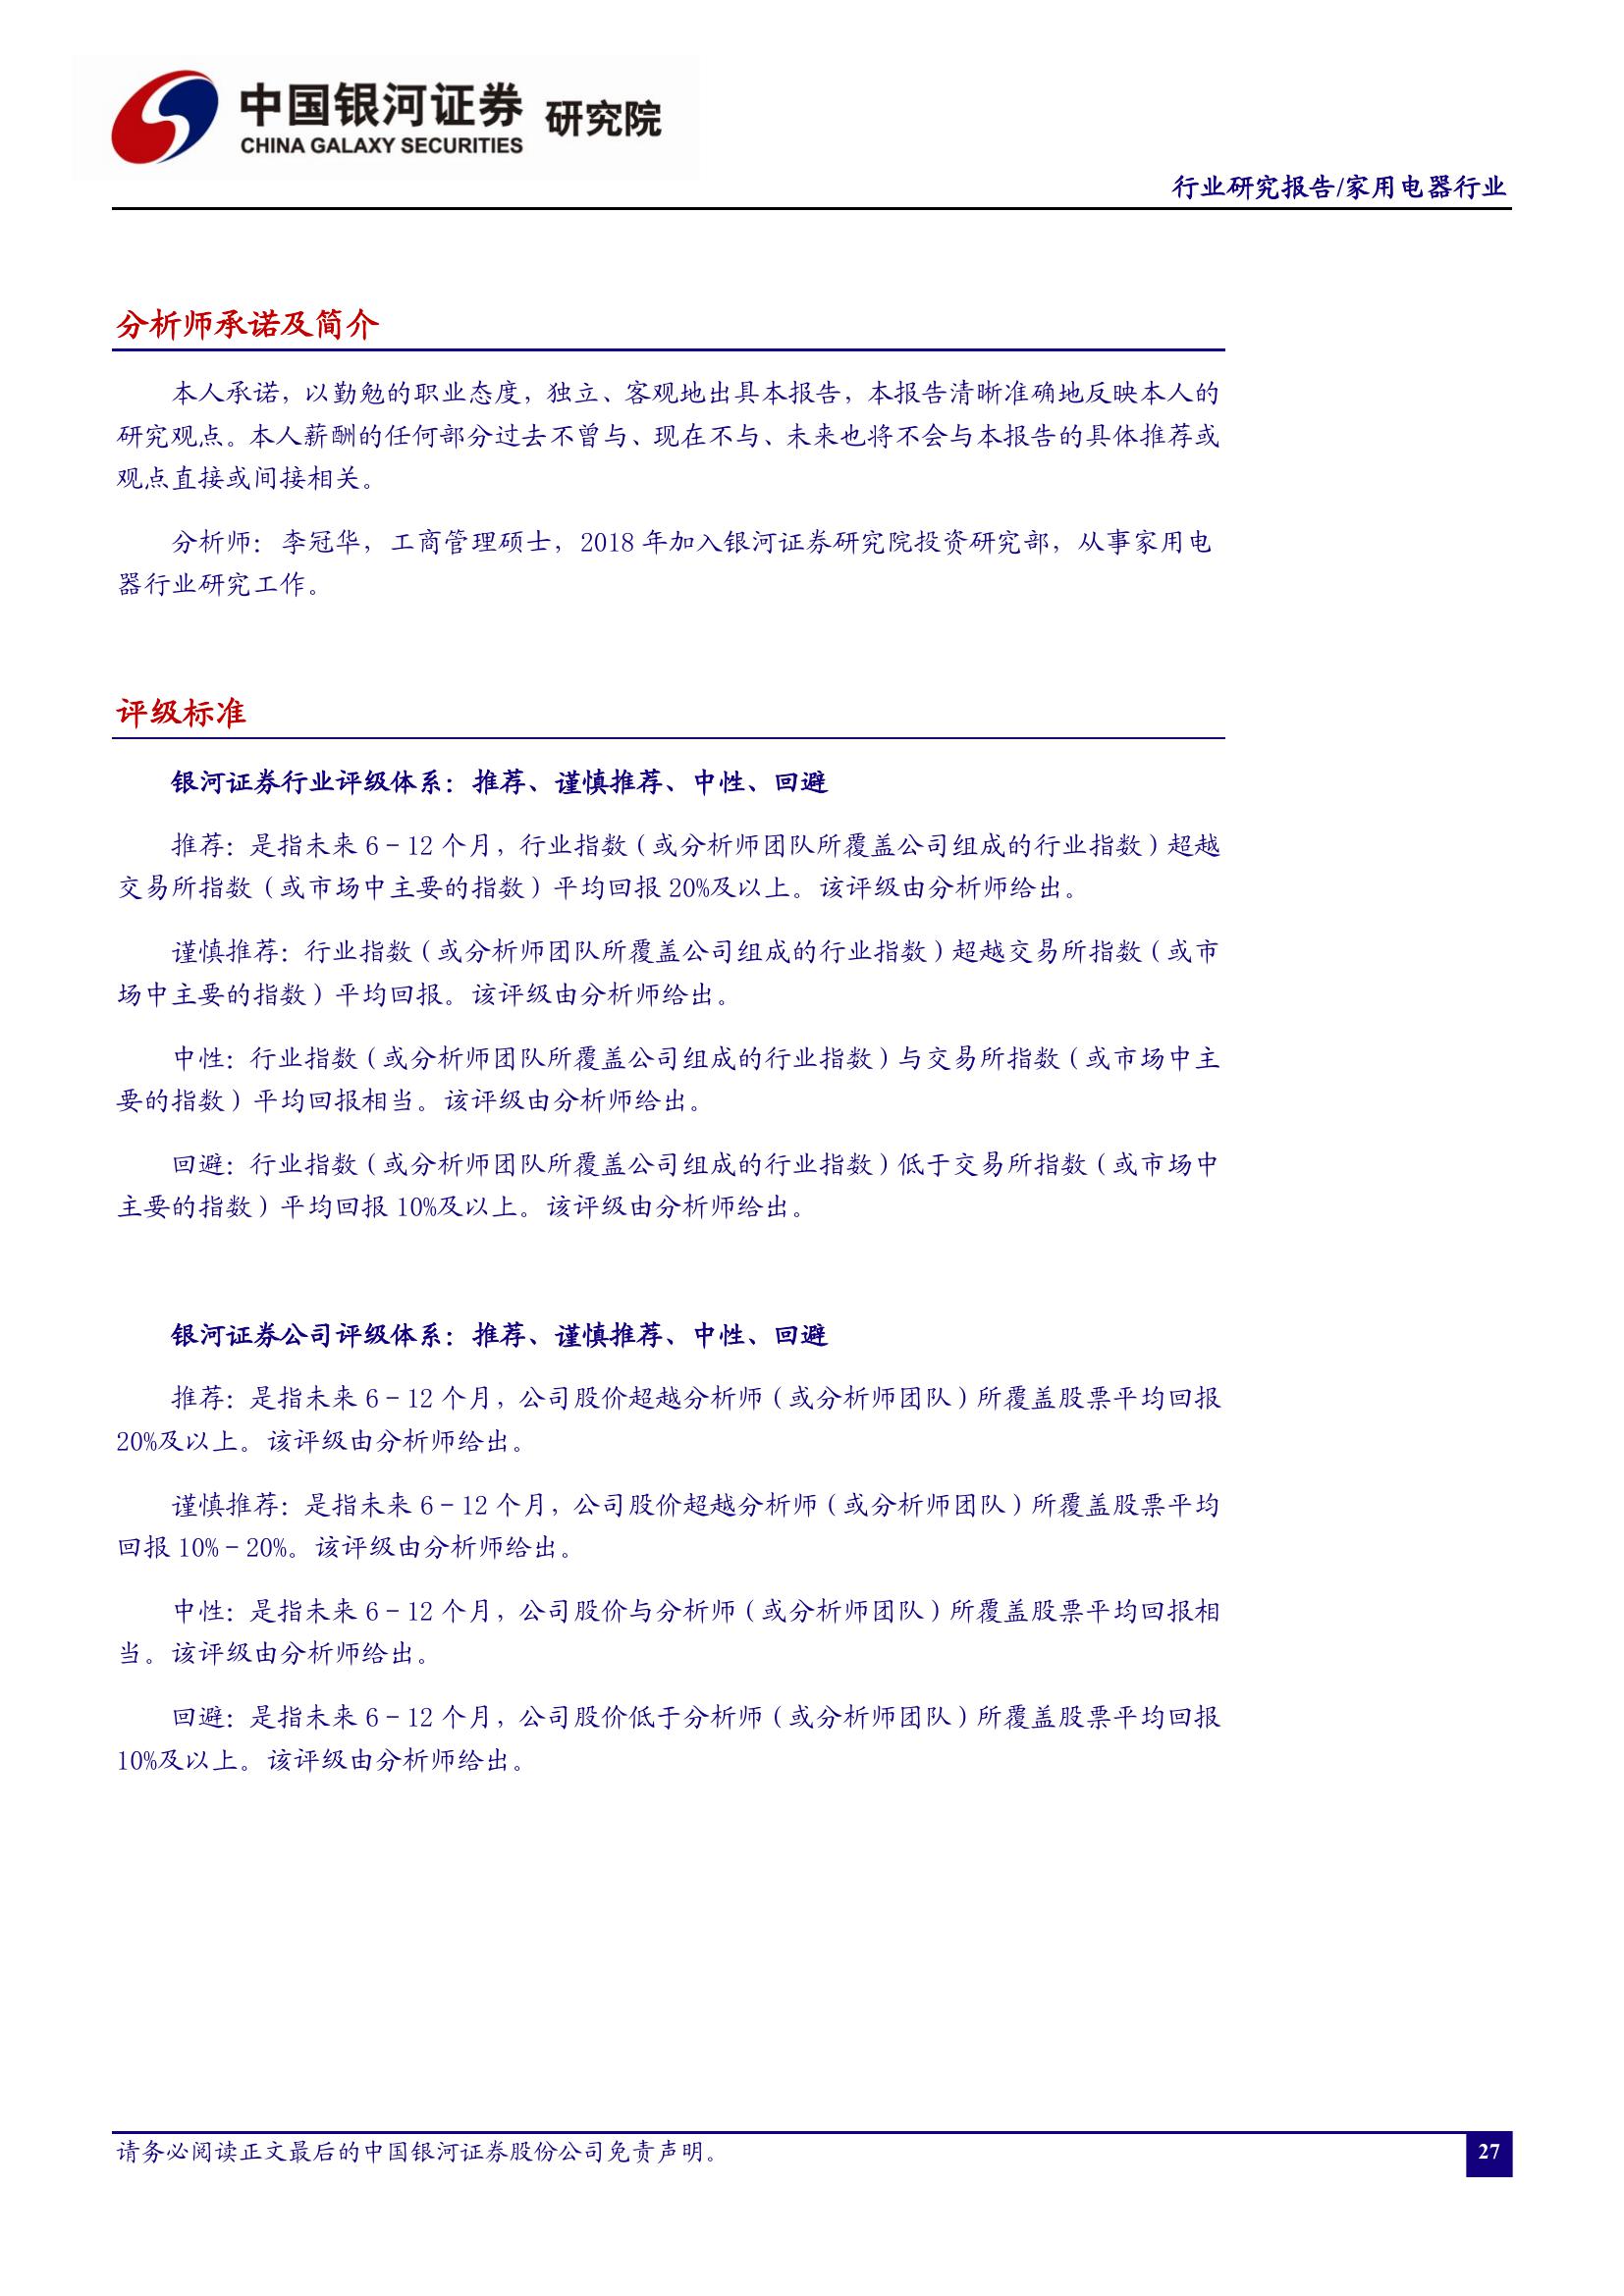 中国银河证券 研究院
CHINA GALAXY SECURITIES
行业研究报告/家用电器行业
分析师承诺及简介
本人承诺，以勤勉的职业态度，独立、客观地出具本报告，本报告清晰准确地反映本人的
研究观点。本人薪酬的任何部分过去不曾与、现在不与、未来也将不会与本报告的具体推荐或
观点直接或间接相关。
分析师：李冠华，工商管理硕士，2018 年加入银河证券研究院投资研究部，从事家用电
器行业研究工作。
评级标准
银河证券行业评级体系：推荐、谨慎推荐、中性、回避
推荐：是指未来 6－12 个月，行业指数（或分析师团队所覆盖公司组成的行业指数）超越
交易所指数（或市场中主要的指数）平均回报 20%及以上。该评级由分析师给出。
谨慎推荐：行业指数（或分析师团队所覆盖公司组成的行业指数）超越交易所指数（或市
场中主要的指数）平均回报。该评级由分析师给出。
中性：行业指数（或分析师团队所覆盖公司组成的行业指数）与交易所指数（或市场中主
要的指数）平均回报相当。该评级由分析师给出。
回避：行业指数（或分析师团队所覆盖公司组成的行业指数）低于交易所指数（或市场中
主要的指数）平均回报 10%及以上。该评级由分析师给出。
银河证券公司评级体系：推荐、谨慎推荐、中性、回避
推荐：是指未来 6－12 个月，公司股价超越分析师（或分析师团队）所覆盖股票平均回报
20%及以上。该评级由分析师给出。
谨慎推荐：是指未来 6－12 个月，公司股价超越分析师（或分析师团队）所覆盖股票平均
回报 10%－20%。该评级由分析师给出。
中性：是指未来 6－12 个月，公司股价与分析师（或分析师团队）所覆盖股票平均回报相
当。该评级由分析师给出。
回避：是指未来 6－12 个月，公司股价低于分析师（或分析师团队）所覆盖股票平均回报
10%及以上。该评级由分析师给出。
请务必阅读正文最后的中国银河证券股份公司免责声明。
27